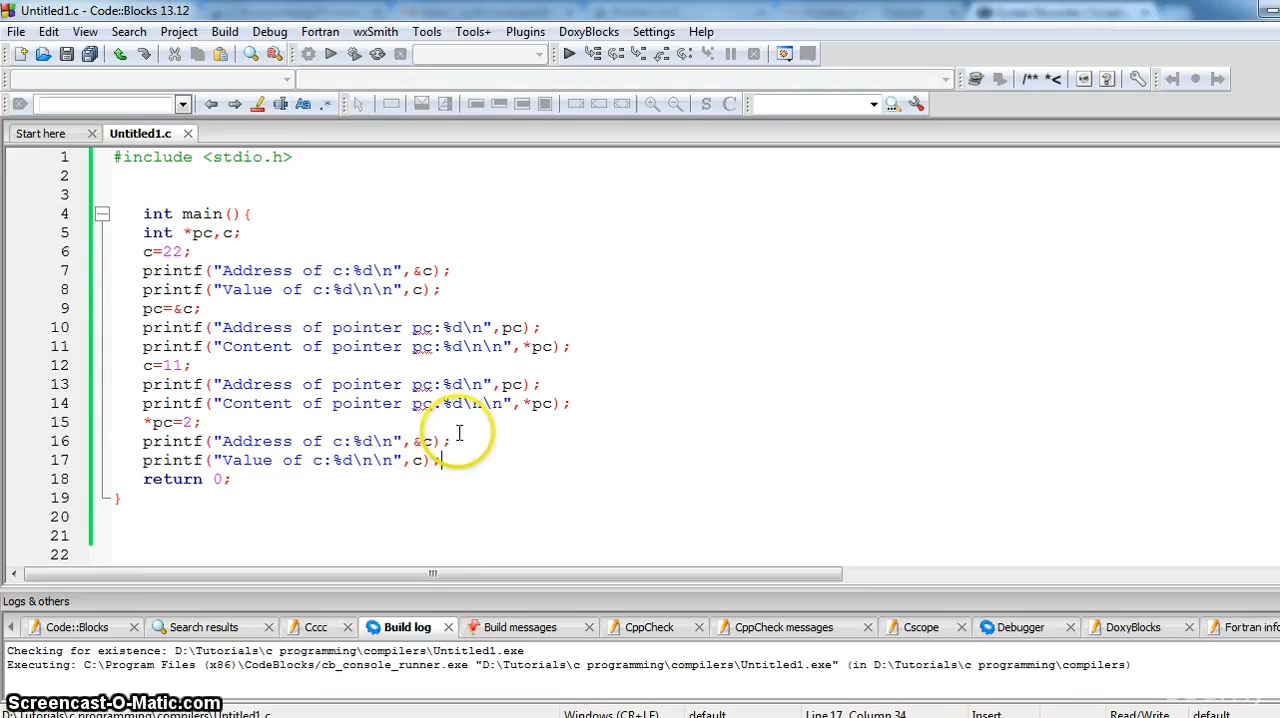 Untitled1.c - Code::Blocks 13.12
File Edit View Search Project Build Debug Fortran wxSmith Tools Tools+ Plugins DoxyBlocks Settings Help
/** *<
S C
Start here Untitled1.c
1 #include <stdio.h>
2
3
4 int main(){
5 int *pc,c;
6 c=22;
7 printf("Address of c:%d\n",&c);
8 printf("Value of c:%d\n\n",c);
9 pc=&c;
10 printf("Address of pointer pc:%d\n",pc);
11 printf("Content of pointer pc:%d\n\n",*pc);
12 c=11;
13 printf("Address of pointer pc:%d\n",pc);
14 printf("Content of pointer pc:%d\n\n",*pc);
15 *pc=2;
16 printf("Address of c:%d\n",&c);
17 printf("Value of c:%d\n\n",c);
18 return 0;
19 }
20
21
22
Logs & others
Code::Blocks Search results Cccc Build log Build messages CppCheck CppCheck messages Cscope Debugger DoxyBlocks Fortran info
Checking for existence: D:\Tutorials\c programming\compilers\Untitled1.exe
Executing: C:\Program Files (x86)\CodeBlocks/cb_console_runner.exe "D:\Tutorials\c programming\compilers\Untitled1.exe" (in D:\Tutorials\c programming\compilers)
Screencast-O-Matic.com
D:\Tutorials\c programming\compilers\Untitled1.c Windows (CR+LF) default Line 17, Column 34 Insert Read/Write default